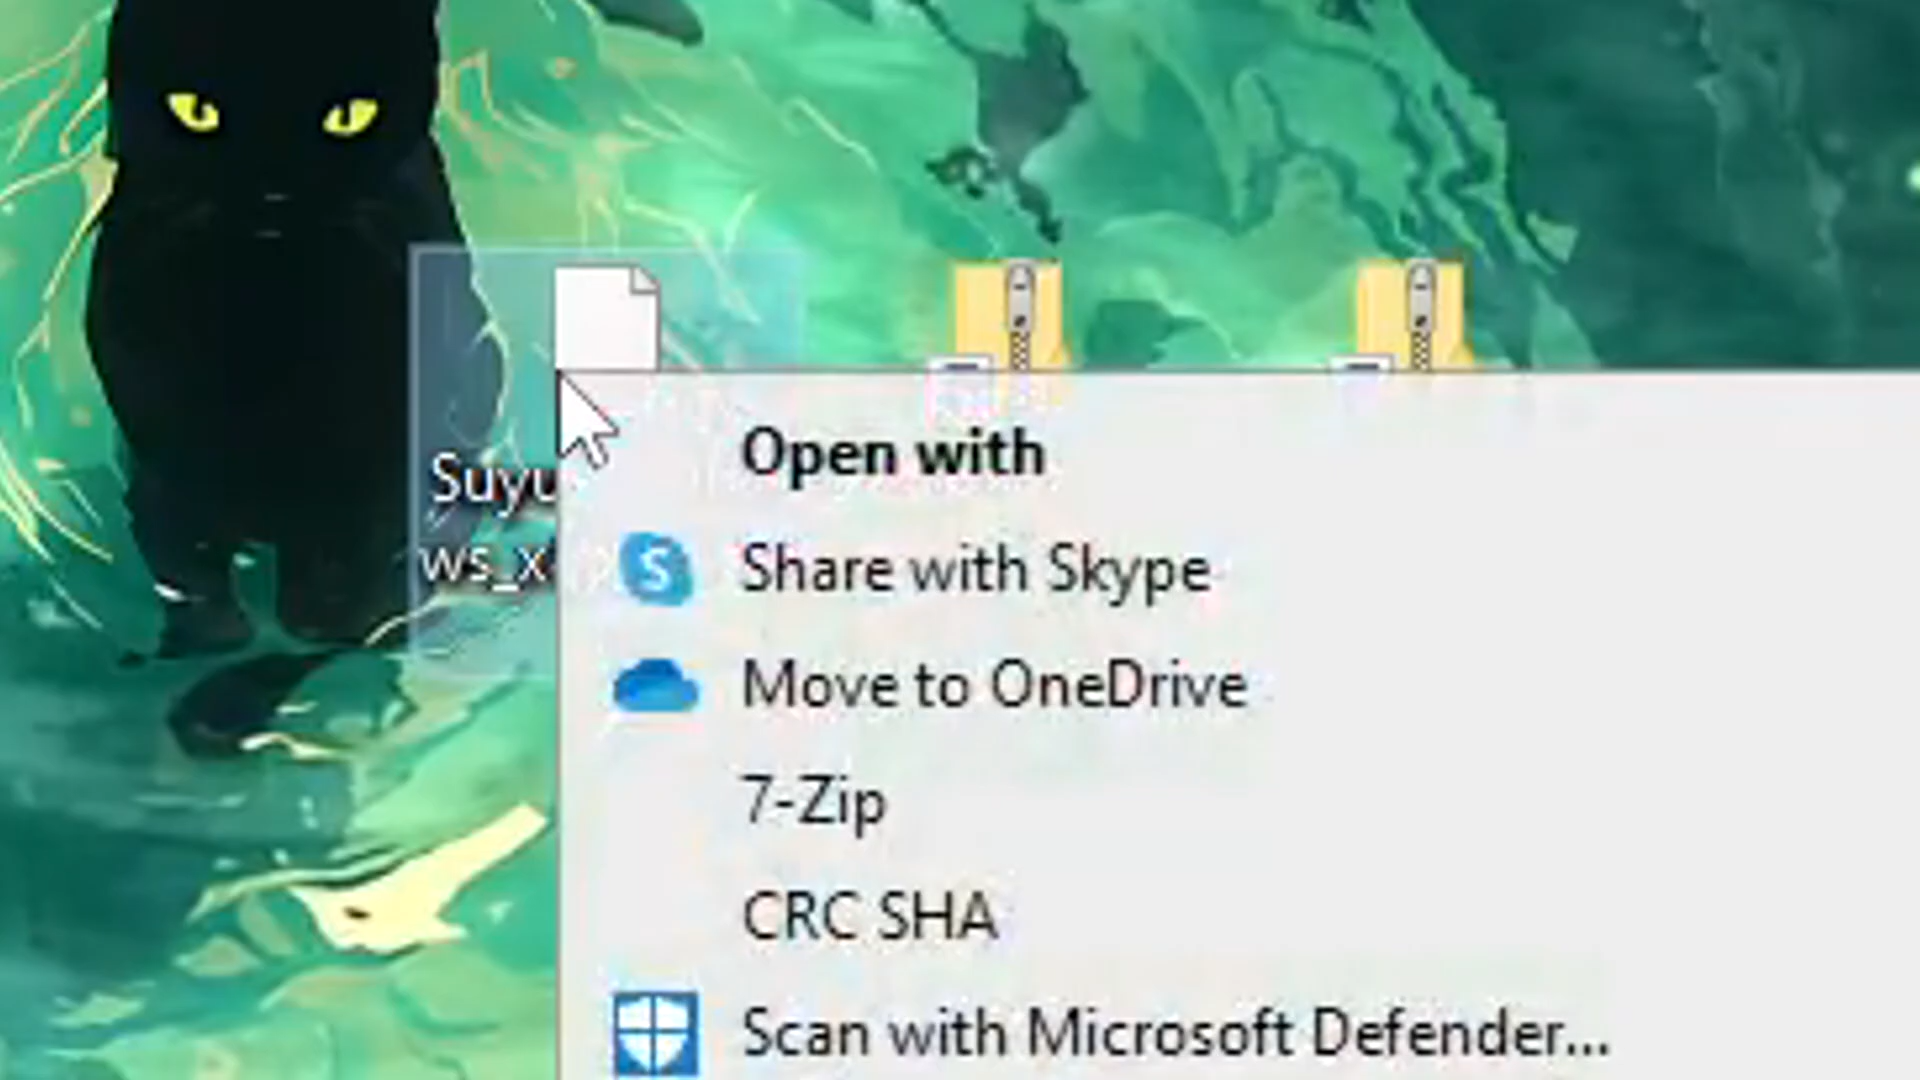 Open with
Suyu
ws_x
Share with Skype
Move to OneDrive
7-Zip
CRC SHA
Scan with Microsoft Defender...